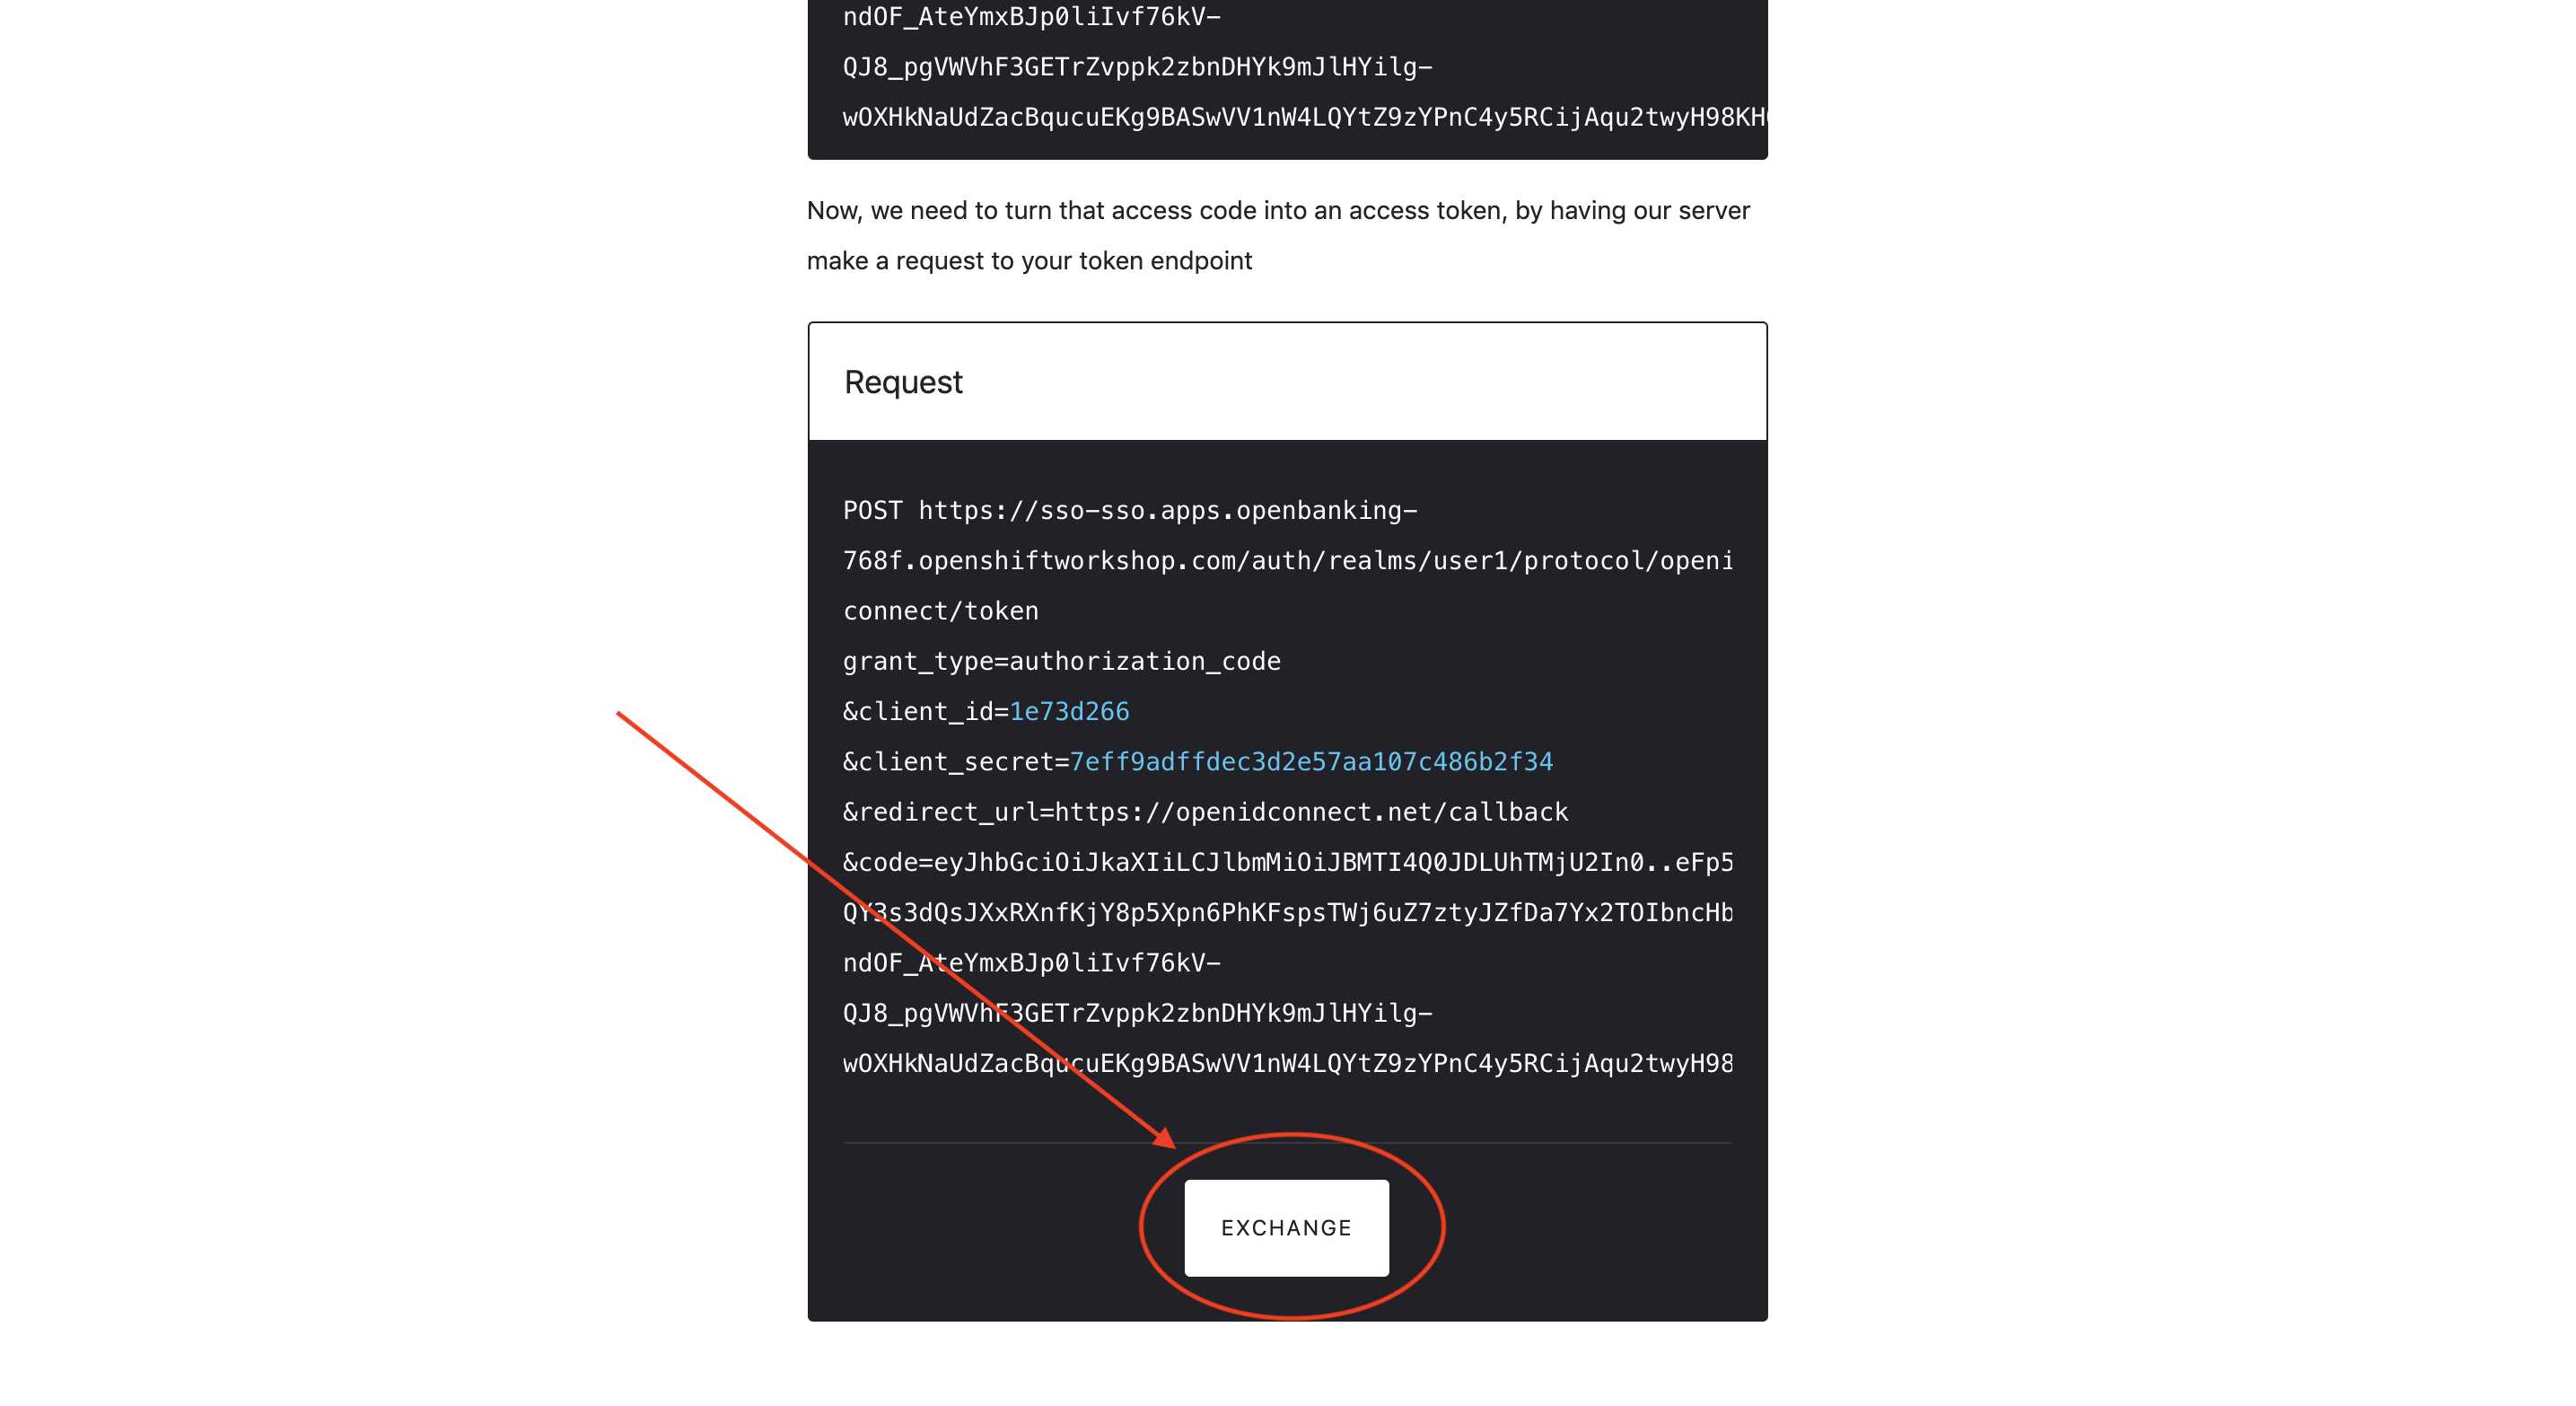 ndOF_AteYmxBJp0liIvf76kV-
QJ8_pgVWVhF3GETrZvppk2zbnDHYk9mJlHYilg-
wOXHkNaUdZacBqucuEKg9BASwVV1nW4LQYtZ9zYPnC4y5RCijAqu2twyH98KH
Now, we need to turn that access code into an access token, by having our server
make a request to your token endpoint
Request
POST https://sso-sso.apps.openbanking-
768f.openshiftworkshop.com/auth/realms/user1/protocol/openi
connect/token
grant_type=authorization_code
&client_id=1e73d266
&client_secret=7eff9adffdec3d2e57aa107c486b2f34
&redirect_url=https://openidconnect.net/callback
&code=eyJhbGciOiJkaXIiLCJlbmMiOiJBMTI4Q0JDLUhTMjU2In0..eFp5
QY3s3dQsJXxRXnfKjY8p5Xpn6PhKFspsTWj6uZ7ztyJZfDa7Yx2TOIbncHb
ndOF_AteYmxBJp0liIvf76kV-
QJ8_pgVWVhF3GETrZvppk2zbnDHYk9mJlHYilg-
wOXHkNaUdZacBqucuEKg9BASwVV1nW4LQYtZ9zYPnC4y5RCijAqu2twyH98
EXCHANGE